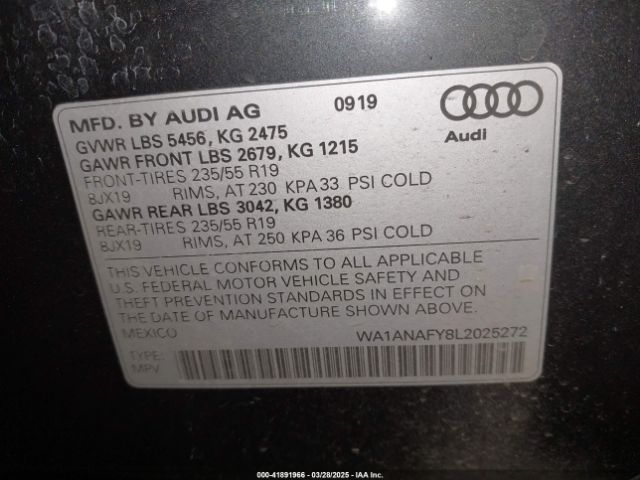 MFD. BY AUDI AG 0919
GVWR LBS 5456, KG 2475
GAWR FRONT LBS 2679, KG 1215
FRONT-TIRES 235/55 R19
8JX19 RIMS, AT 230 KPA 33 PSI COLD
GAWR REAR LBS 3042, KG 1380
REAR-TIRES 235/55 R19
8JX19 RIMS, AT 250 KPA 36 PSI COLD
Audi
THIS VEHICLE CONFORMS TO ALL APPLICABLE
U.S. FEDERAL MOTOR VEHICLE SAFETY AND
THEFT PREVENTION STANDARDS IN EFFECT ON
THE DATE OF MANUFACTURE SHOWN ABOVE.
MEXICO WA1ANAFY8L2025272
TYPE:
MPV
000-41891966 | 03/28/2025 | IAA Inc.